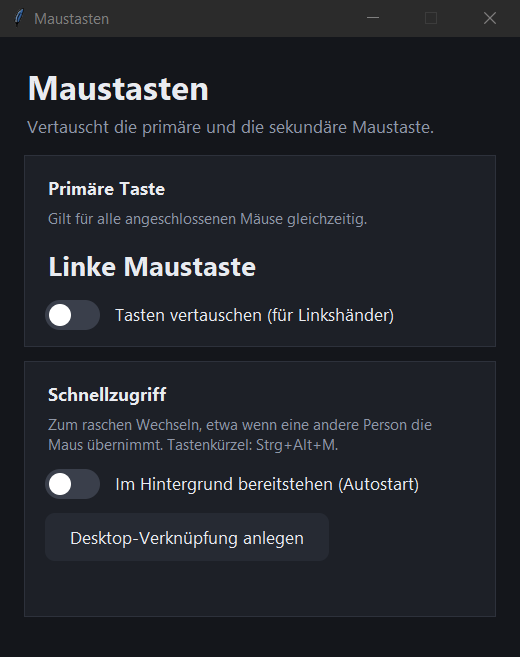 Maustasten
Maustasten
Vertauscht die primäre und die sekundäre Maustaste.
Primäre Taste
Gilt für alle angeschlossenen Mäuse gleichzeitig.
Linke Maustaste
Tasten vertauschen (für Linkshänder)
Schnellzugriff
Zum raschen Wechseln, etwa wenn eine andere Person die
Maus übernimmt. Tastenkürzel: Strg+Alt+M.
Im Hintergrund bereitstehen (Autostart)
Desktop-Verknüpfung anlegen